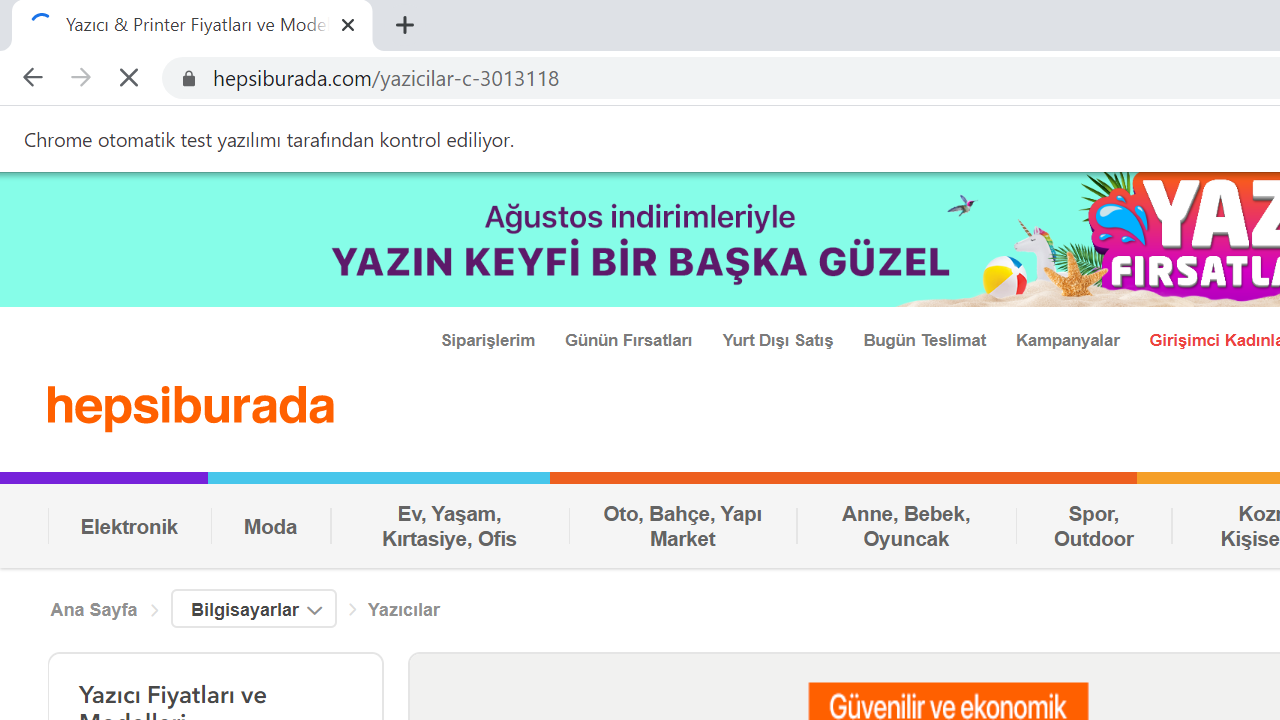 Yazıcı & Printer Fiyatları ve Mode
hepsiburada.com/yazicilar-c-3013118
Chrome otomatik test yazılımı tarafından kontrol ediliyor.
Ağustos indirimleriyle
YAZIN KEYFİ BİR BAŞKA GÜZEL
YAZ
FIRSATLA
Siparişlerim Günün Fırsatları Yurt Dışı Satış Bugün Teslimat Kampanyalar Girişimci Kadınla
hepsiburada
Elektronik
Moda
Ev, Yaşam,
Kırtasiye, Ofis
Oto, Bahçe, Yapı
Market
Anne, Bebek,
Oyuncak
Spor,
Outdoor
Kozm
Kişise
Ana Sayfa Bilgisayarlar Yazıcılar
Yazıcı Fiyatları ve
Modelleri
Güvenilir ve ekonomik